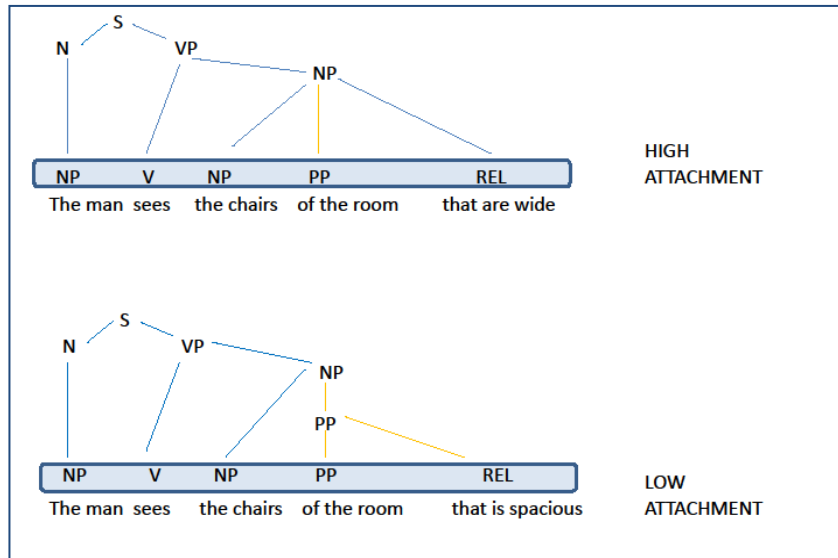 S
N VP
NP
NP V NP PP REL
The man sees the chairs of the room that are wide
HIGH
ATTACHMENT
S
N VP
NP
PP
NP V NP PP REL
The man sees the chairs of the room that is spacious
LOW
ATTACHMENT